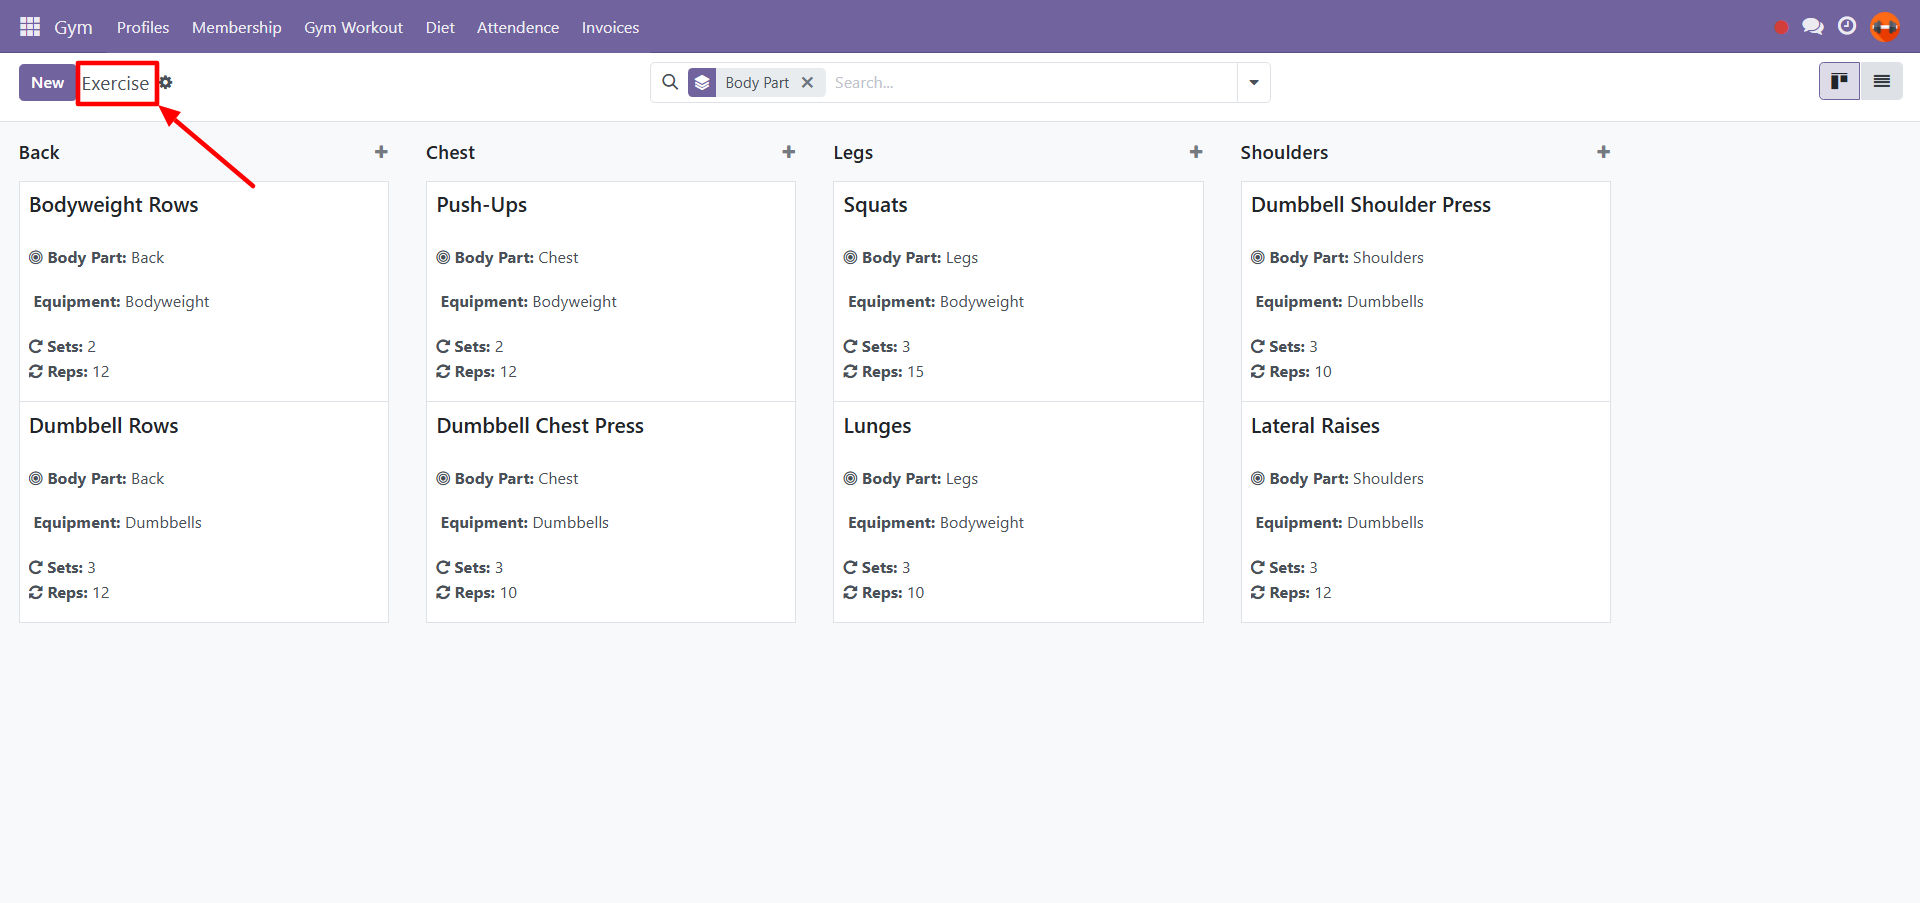 Gym Profiles Membership Gym Workout Diet Attendence Invoices
New Exercise Body Part Search...
Back
Bodyweight Rows
Body Part: Back
Equipment: Bodyweight
Sets: 2
Reps: 12
Dumbbell Rows
Body Part: Back
Equipment: Dumbbells
Sets: 3
Reps: 12
Chest
Push-Ups
Body Part: Chest
Equipment: Bodyweight
Sets: 2
Reps: 12
Dumbbell Chest Press
Body Part: Chest
Equipment: Dumbbells
Sets: 3
Reps: 10
Legs
Squats
Body Part: Legs
Equipment: Bodyweight
Sets: 3
Reps: 15
Lunges
Body Part: Legs
Equipment: Bodyweight
Sets: 3
Reps: 10
Shoulders
Dumbbell Shoulder Press
Body Part: Shoulders
Equipment: Dumbbells
Sets: 3
Reps: 10
Lateral Raises
Body Part: Shoulders
Equipment: Dumbbells
Sets: 3
Reps: 12